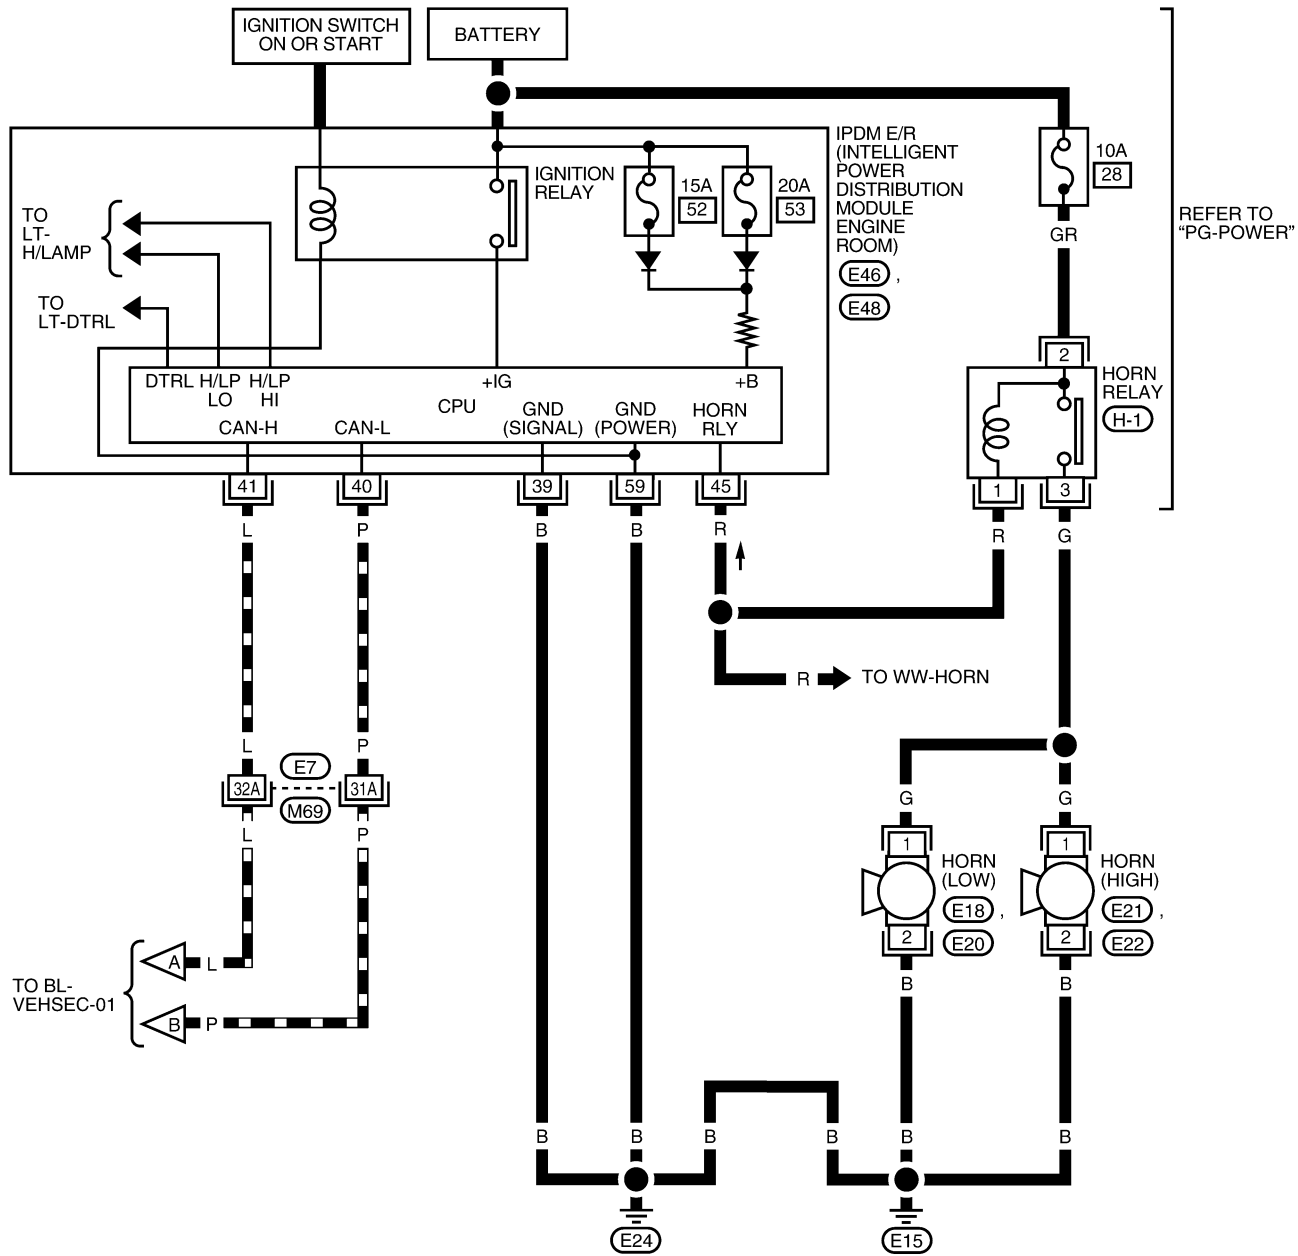 IGNITION SWITCH
ON OR START
BATTERY
IPDM E/R
(INTELLIGENT
POWER
DISTRIBUTION
MODULE
ENGINE
ROOM)
E46 ,
E48
10A
28
REFER TO
“PG-POWER”
GR
IGNITION
RELAY
15A
52
20A
53
TO
LT-
H/LAMP
TO
LT-DTRL
DTRL
H/LP
LO
H/LP
HI
+IG
+B
CPU
CAN-H
CAN-L
GND
(SIGNAL)
GND
(POWER)
HORN
RLY
2
HORN
RELAY
H-1
41
40
39
59
45
1
3
L
P
B
B
R
R
G
R
TO WW-HORN
L
P
E7
32A
31A
M69
L
P
G
G
1
1
HORN
(LOW)
E18 ,
E20
HORN
(HIGH)
E21 ,
E22
2
2
B
B
TO BL-
VEHSEC-01
A
L
B
P
B
B
B
B
B
B
E24
E15